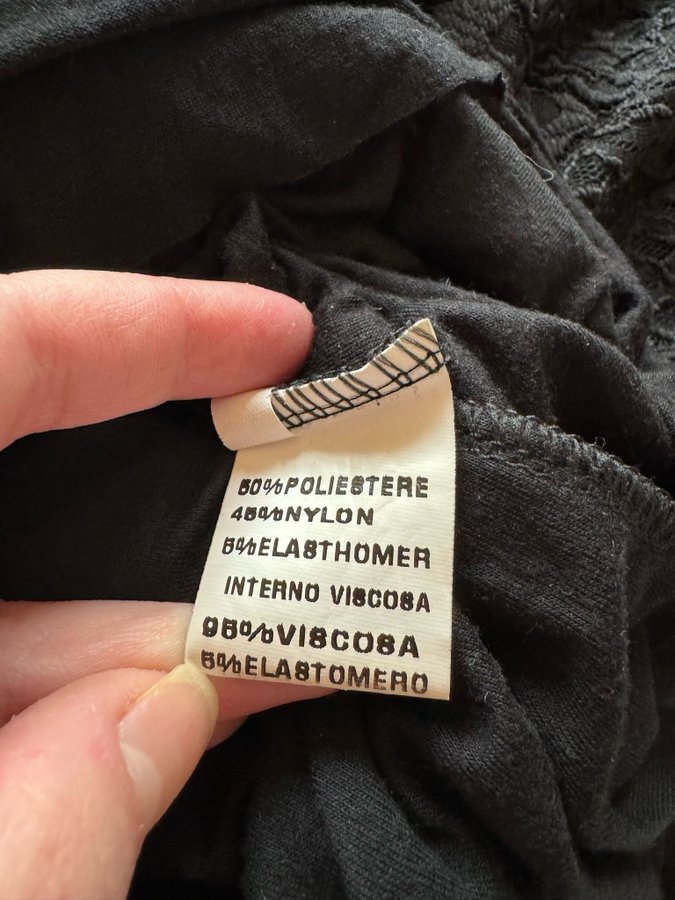 50%POLIESTERE
45%NYLON
5%ELASTHOMER
INTERNO VISCOSA
95%VISCOSA
5%ELASTOMERO